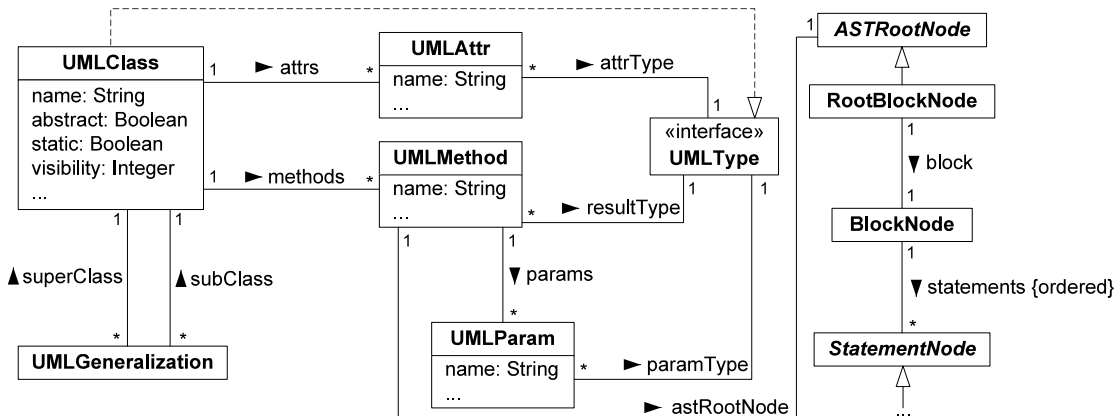 UMLClass
name: String
abstract: Boolean
static: Boolean
visibility: Integer
...
1 ► attrs *
UMLAttr
name: String
...
* ► attrType
1
«interface»
UMLType
1 ► methods *
UMLMethod
name: String
...
* ► resultType
1 1
1 1
▲ superClass
▲ subClass
* *
UMLGeneralization
1 1
▼ params
*
UMLParam
name: String
...
* ► paramType
► astRootNode
1
ASTRootNode
RootBlockNode
1
▼ block
1
BlockNode
1
▼ statements {ordered}
*
StatementNode
...